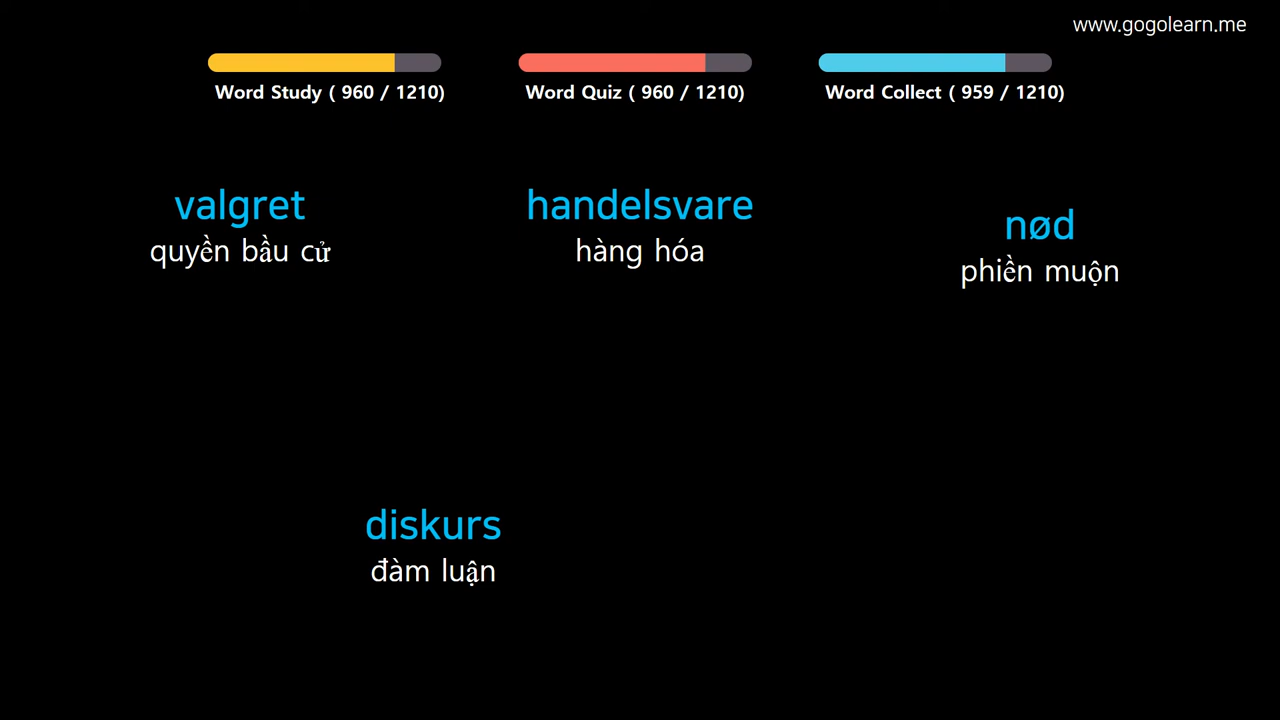 www.gogolearn.me
Word Study ( 960 / 1210)
Word Quiz ( 960 / 1210)
Word Collect ( 959 / 1210)
valgret
quyền bầu cử
handelsvare
hàng hóa
nød
phiền muộn
diskurs
đàm luận